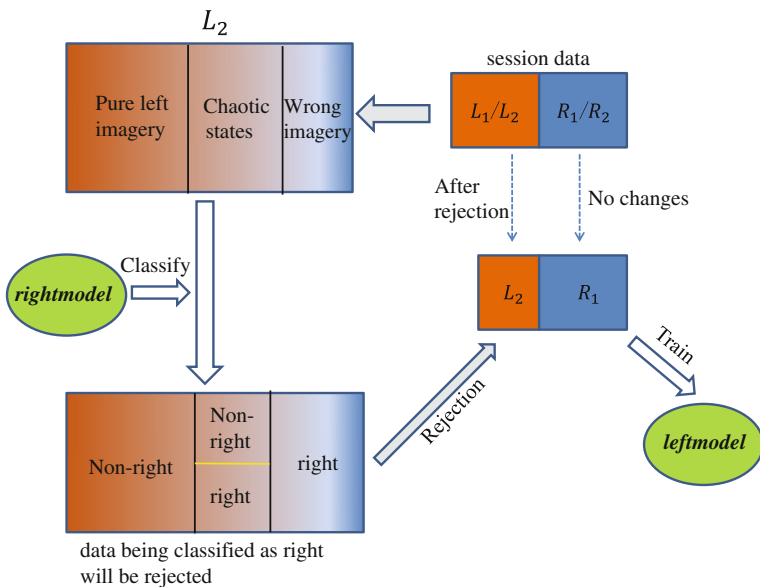 L₂
session data
Pure left
imagery
Chaotic
states
Wrong
imagery
L₁/L₂
R₁/R₂
After
rejection
No changes
Classify
rightmodel
L₂
R₁
Train
Rejection
leftmodel
Non-right
Non-
right
right
right
data being classified as right
will be rejected